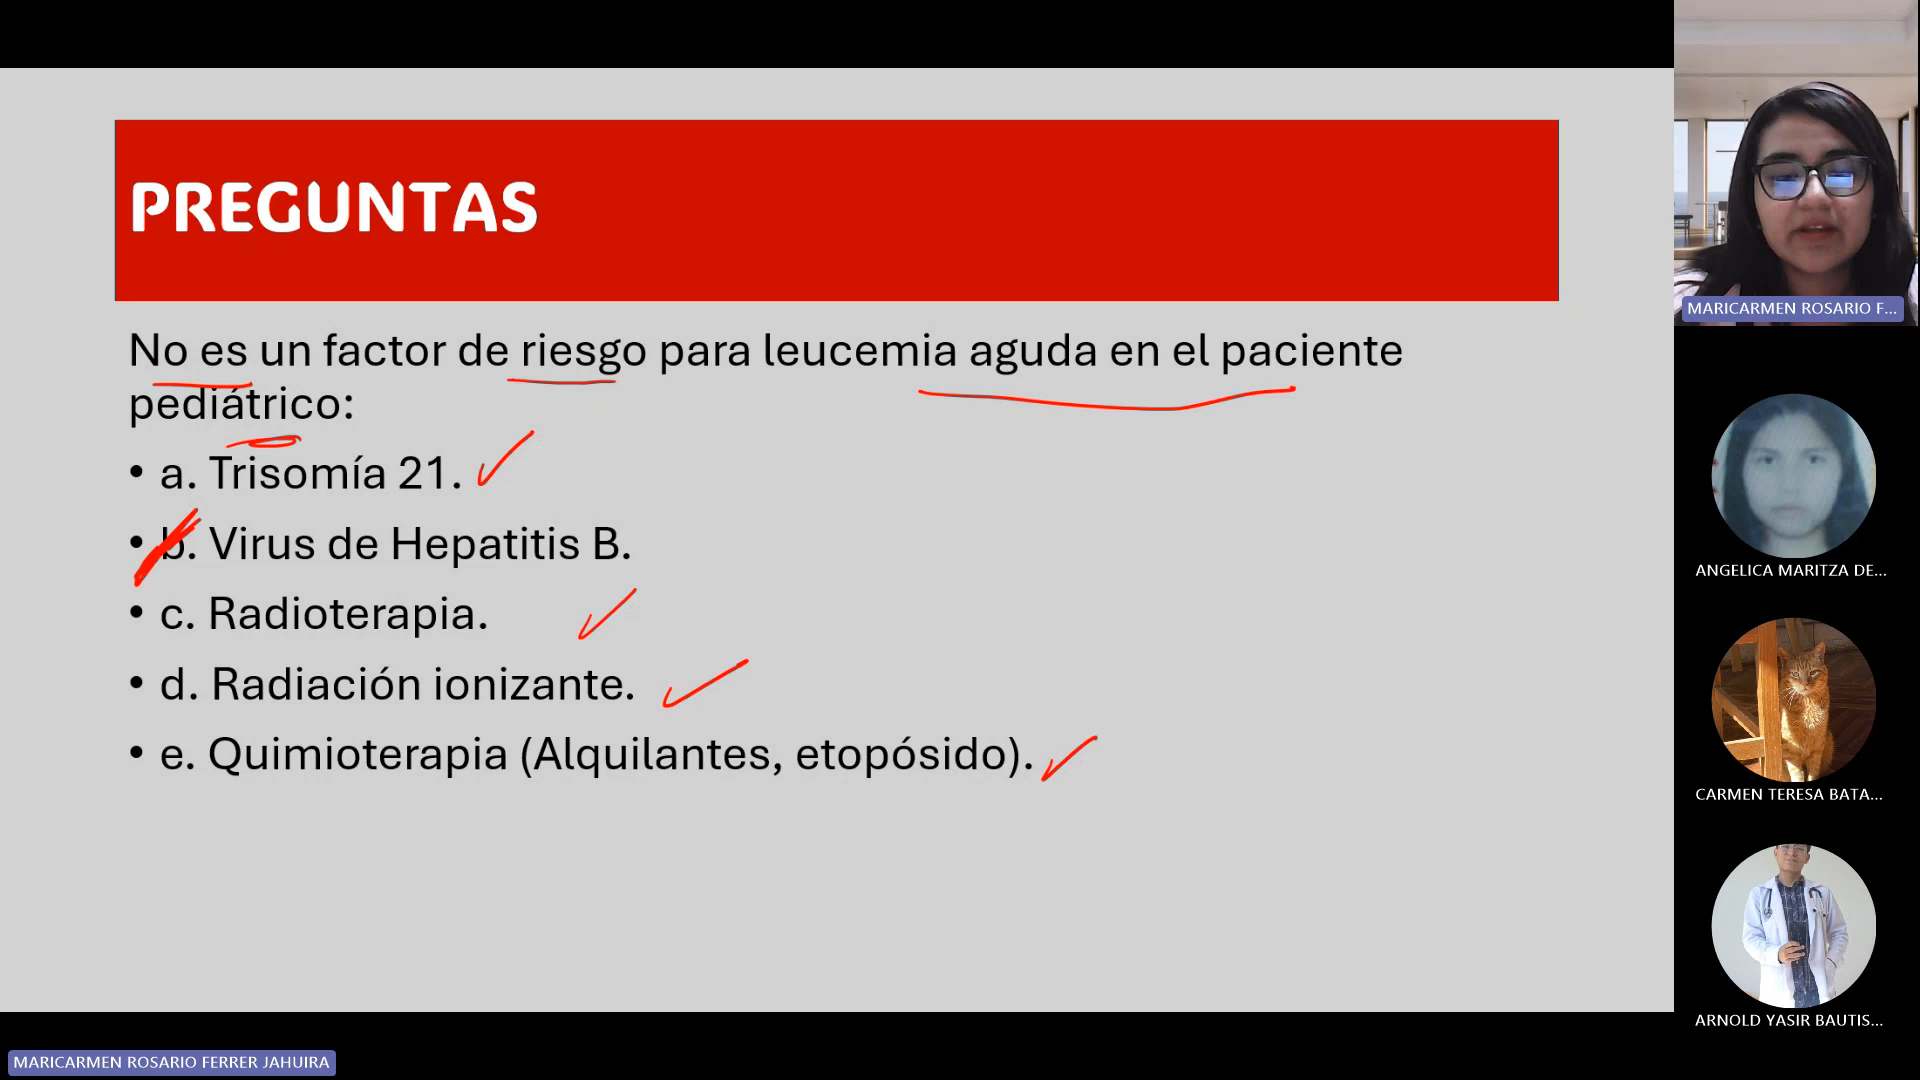 PREGUNTAS
No es un factor de riesgo para leucemia aguda en el paciente
pediátrico:
• a. Trisomía 21.
• b. Virus de Hepatitis B.
• c. Radioterapia.
• d. Radiación ionizante.
• e. Quimioterapia (Alquilantes, etopósido).
MARICARMEN ROSARIO F...
ANGELICA MARITZA DE...
CARMEN TERESA BATA...
ARNOLD YASIR BAUTIS...
MARICARMEN ROSARIO FERRER JAHUIRA